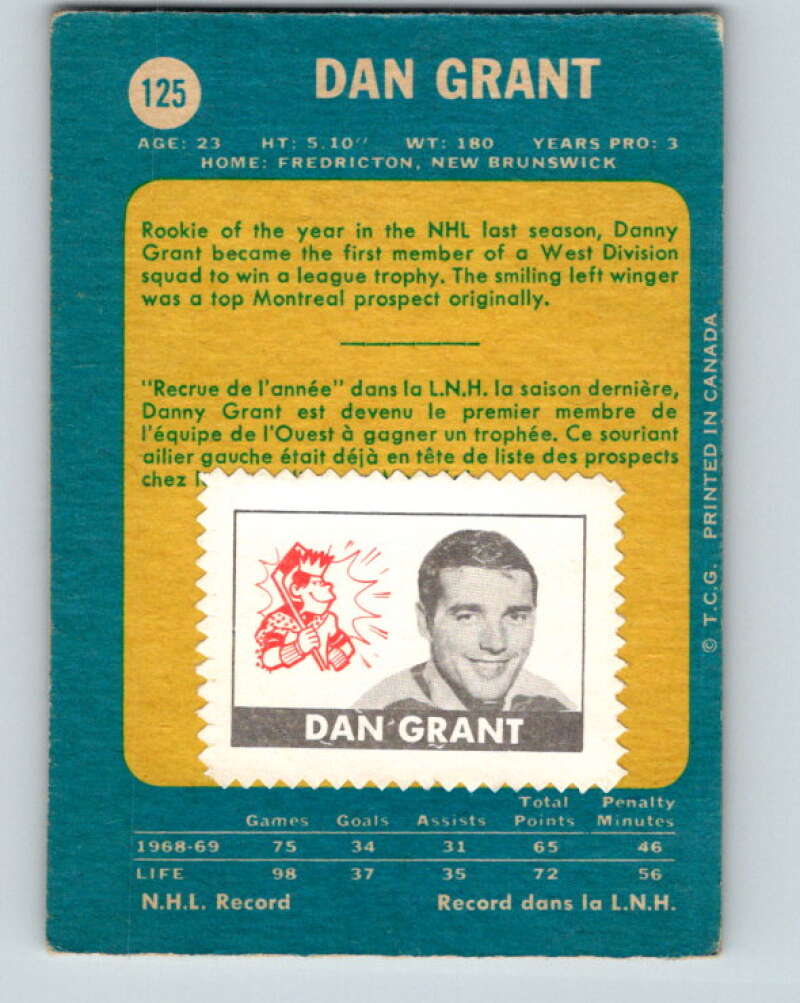 125
DAN GRANT
AGE: 23 HT: 5.10" WT: 180 YEARS PRO: 3
HOME: FREDRICTON, NEW BRUNSWICK
Rookie of the year in the NHL last season, Danny
Grant became the first member of a West Division
squad to win a league trophy. The smiling left winger
was a top Montreal prospect originally.
"Recrue de l'année" dans la L.N.H. la saison dernière,
Danny Grant est devenu le premier membre de
l'équipe de l'Ouest à gagner un trophée. Ce souriant
ailier gauche était déjà en tête de liste des prospects
chez
DAN GRANT
Games Goals Assists Total Points Penalty Minutes
1968-69 75 34 31 65 46
LIFE 98 37 35 72 56
N.H.L. Record Record dans la L.N.H.
© T.C.G. PRINTED IN CANADA